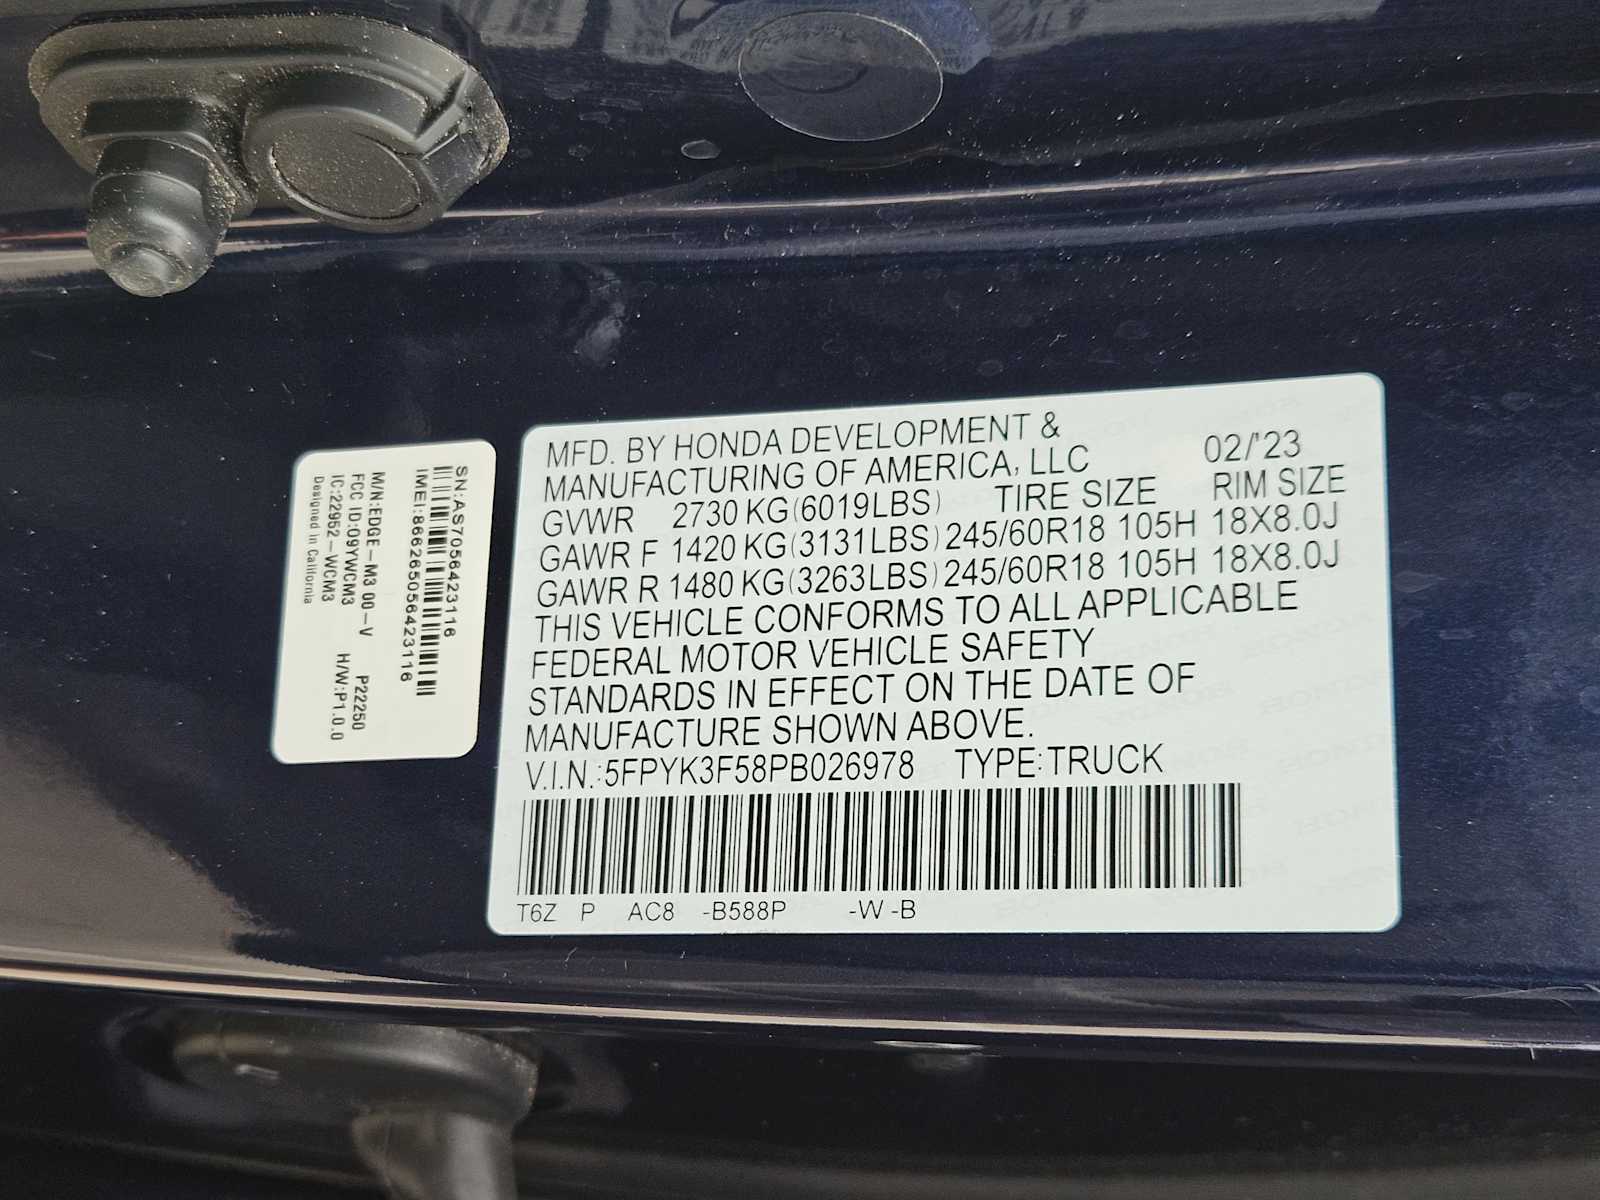 MFD. BY HONDA DEVELOPMENT &
MANUFACTURING OF AMERICA, LLC 02/'23
GVWR 2730 KG(6019LBS) TIRE SIZE RIM SIZE
GAWR F 1420 KG(3131LBS) 245/60R18 105H 18X8.0J
GAWR R 1480 KG(3263LBS) 245/60R18 105H 18X8.0J
THIS VEHICLE CONFORMS TO ALL APPLICABLE
FEDERAL MOTOR VEHICLE SAFETY
STANDARDS IN EFFECT ON THE DATE OF
MANUFACTURE SHOWN ABOVE.
V.I.N.:5FPYK3F58PB026978 TYPE:TRUCK
T6Z P AC8 -B588P -W -B
SN:AS7056423116
IMEI:866265056423116
M/N:EDGE-M3 00-V P22250
FCC ID:09YWCM3 H/W:P1.0.0
IC:22952-WCM3
Designed in California